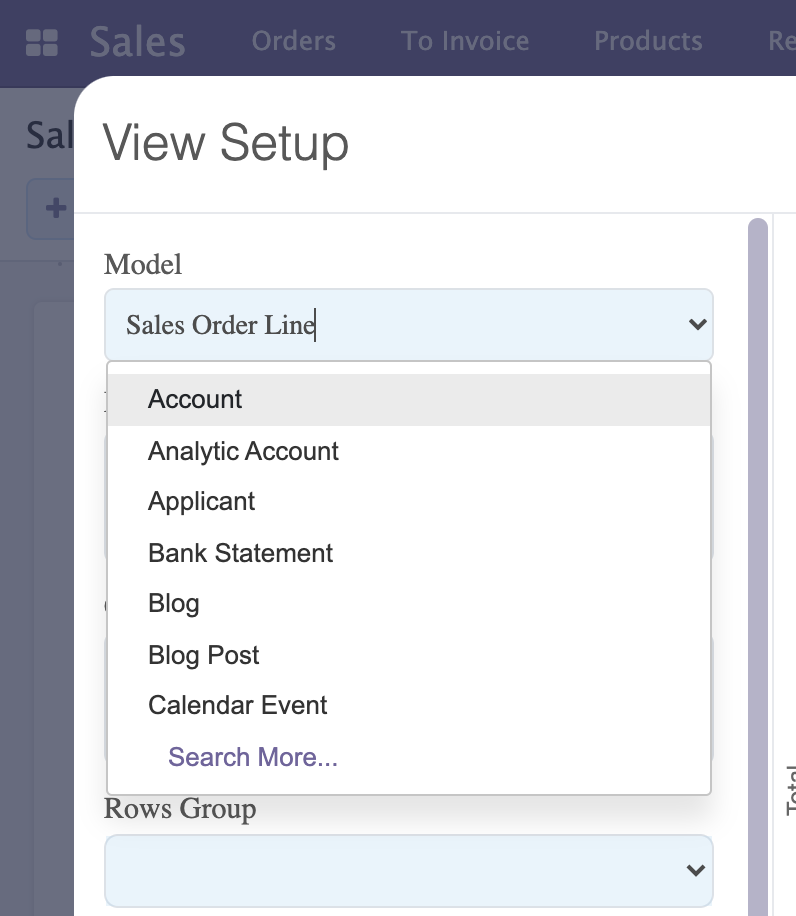 Sales Orders To Invoice Products Re
Sal
View Setup
Model
Sales Order Line
Account
Analytic Account
Applicant
Bank Statement
Blog
Blog Post
Calendar Event
Search More...
Total
Rows Group